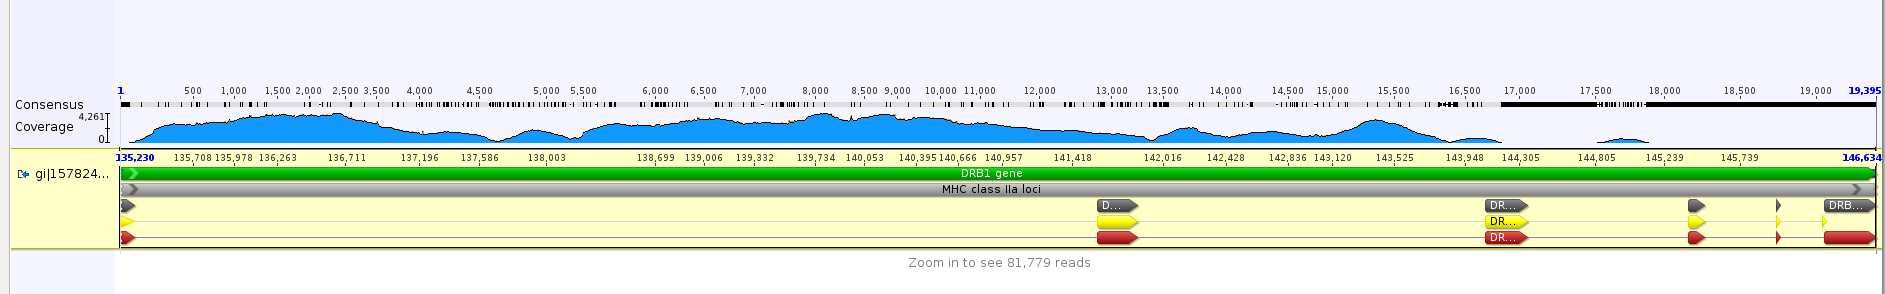 1 500 1,000 1,500 2,000 2,500 3,500 4,000 4,500 5,000 5,500 6,000 6,500 7,000 8,000 8,500 9,000 10,000 11,000 12,000 13,000 13,500 14,000 14,500 15,000 15,500 16,500 17,000 17,500 18,000 18,500 19,000 19,395
Consensus
4,261
Coverage
0
135,230 135,708 135,978 136,263 136,711 137,196 137,586 138,003 138,699 139,006 139,332 139,734 140,053 140,395 140,666 140,957 141,418 142,016 142,428 142,836 143,120 143,525 143,948 144,305 144,805 145,239 145,739 146,634
gi|157824... DRB1 gene
MHC class IIa loci
D... DR... DRB...
DR...
DR...
Zoom in to see 81,779 reads